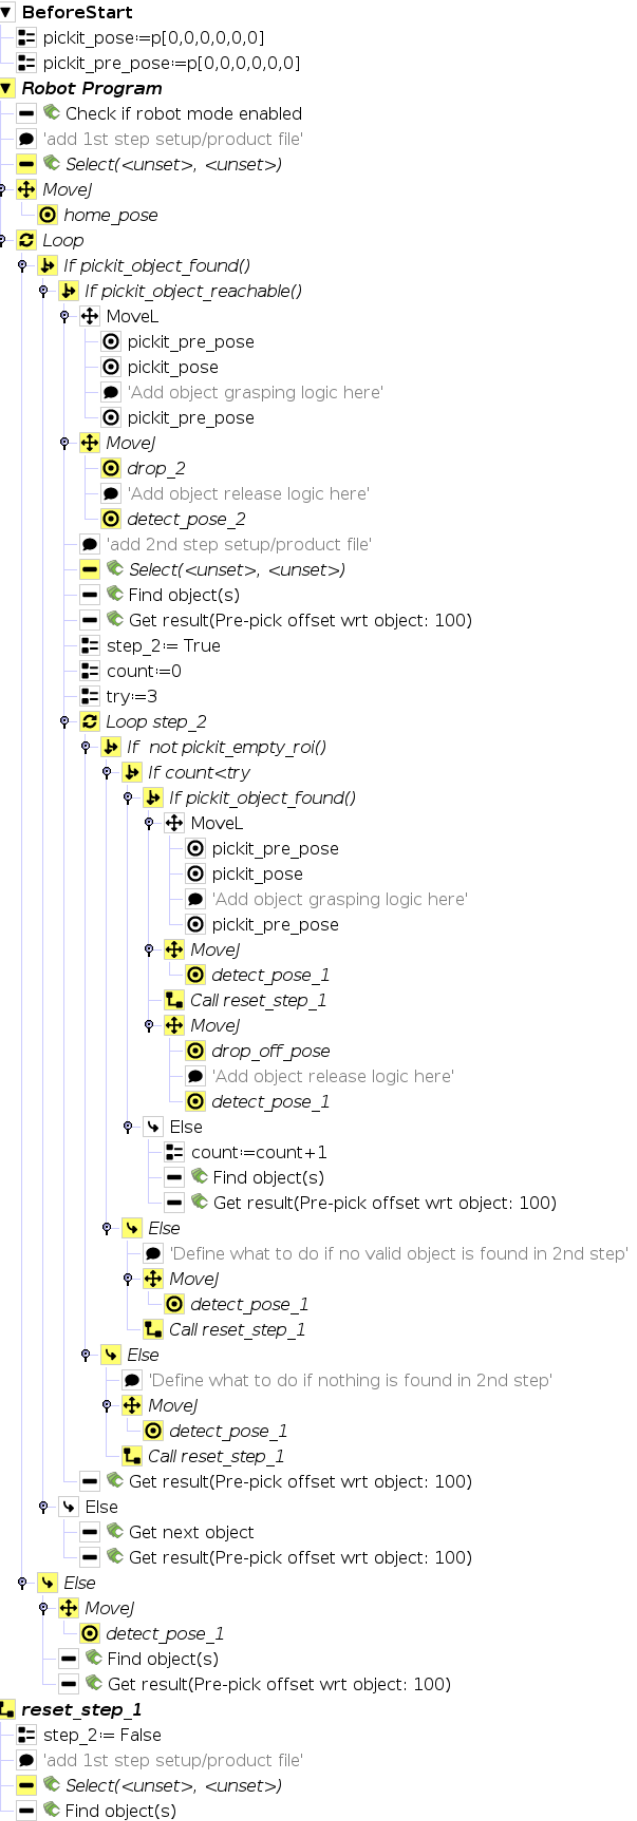 BeforeStart
pickit_pose:=p[0,0,0,0,0,0]
pickit_pre_pose:=p[0,0,0,0,0,0]
Robot Program
Check if robot mode enabled
'add 1st step setup/product file'
Select(<unset>, <unset>)
MoveJ
home_pose
Loop
If pickit_object_found()
If pickit_object_reachable()
MoveL
pickit_pre_pose
pickit_pose
'Add object grasping logic here'
pickit_pre_pose
MoveJ
drop_2
'Add object release logic here'
detect_pose_2
'add 2nd step setup/product file'
Select(<unset>, <unset>)
Find object(s)
Get result(Pre-pick offset wrt object: 100)
step_2:= True
count:=0
try:=3
Loop step_2
If  not pickit_empty_roi()
If count<try
If pickit_object_found()
MoveL
pickit_pre_pose
pickit_pose
'Add object grasping logic here'
pickit_pre_pose
MoveJ
detect_pose_1
Call reset_step_1
MoveJ
drop_off_pose
'Add object release logic here'
detect_pose_1
Else
count:=count+1
Find object(s)
Get result(Pre-pick offset wrt object: 100)
Else
'Define what to do if no valid object is found in 2nd step'
MoveJ
detect_pose_1
Call reset_step_1
Else
'Define what to do if nothing is found in 2nd step'
MoveJ
detect_pose_1
Call reset_step_1
Get result(Pre-pick offset wrt object: 100)
Else
Get next object
Get result(Pre-pick offset wrt object: 100)
Else
MoveJ
detect_pose_1
Find object(s)
Get result(Pre-pick offset wrt object: 100)
reset_step_1
step_2:= False
'add 1st step setup/product file'
Select(<unset>, <unset>)
Find object(s)